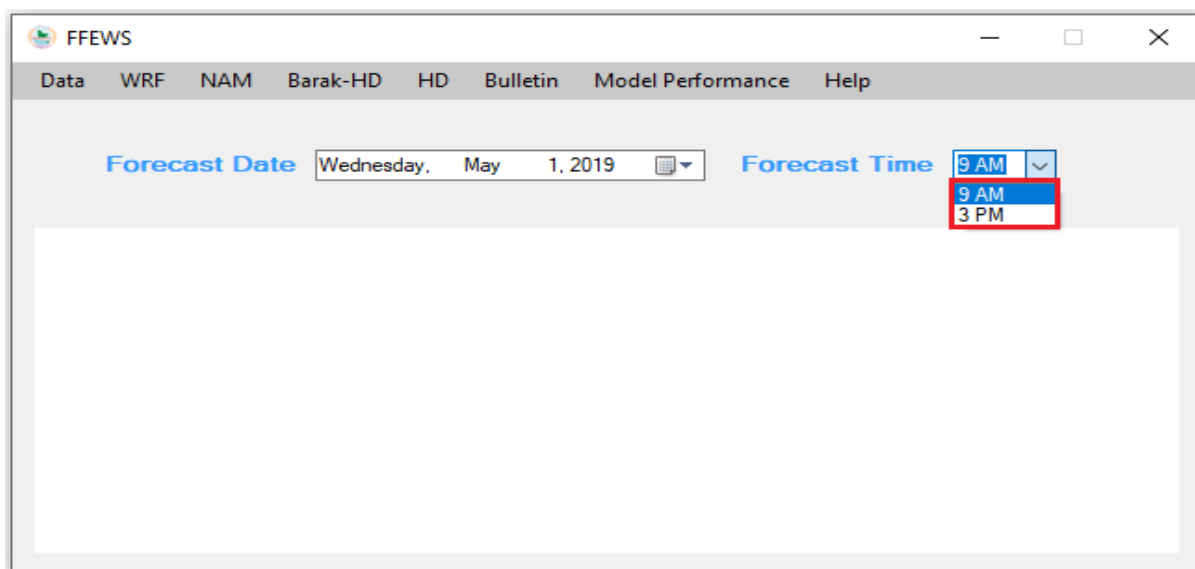 FFEWS
Data WRF NAM Barak-HD HD Bulletin Model Performance Help
Forecast Date Wednesday, May 1, 2019 Forecast Time 9 AM
9 AM
3 PM